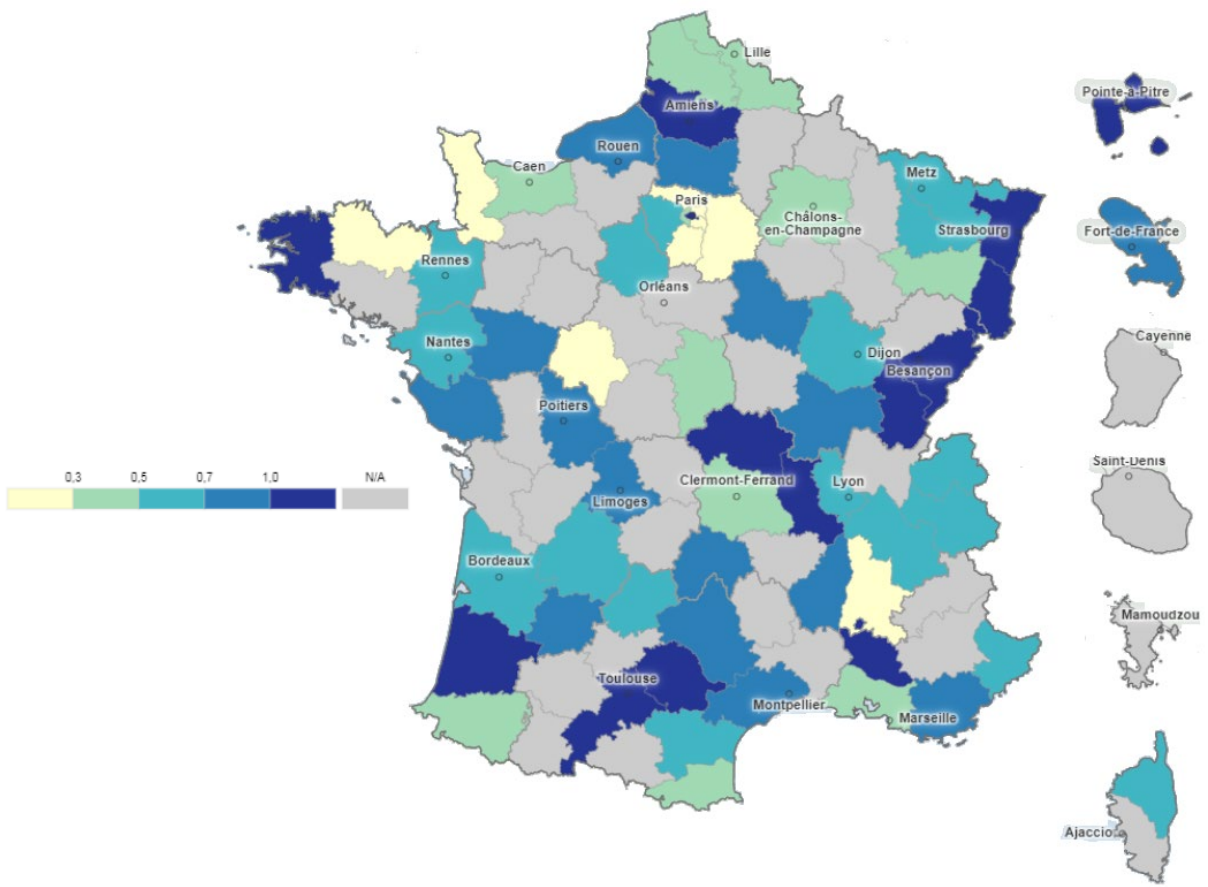 Lille
Pointe-à-Pitre
Amiens
Rouen
Caen
Metz
Paris
Châlons-
en-Champagne
Strasbourg
Fort-de-France
Rennes
Orléans
Nantes
Dijon
Besançon
Cayenne
Poitiers
0,3 0,5 0,7 1,0 N/A
Clermont-Ferrand
Lyon
Limoges
Saint-Denis
Bordeaux
Mamoudzou
Toulouse
Montpellier
Marseille
Ajaccio